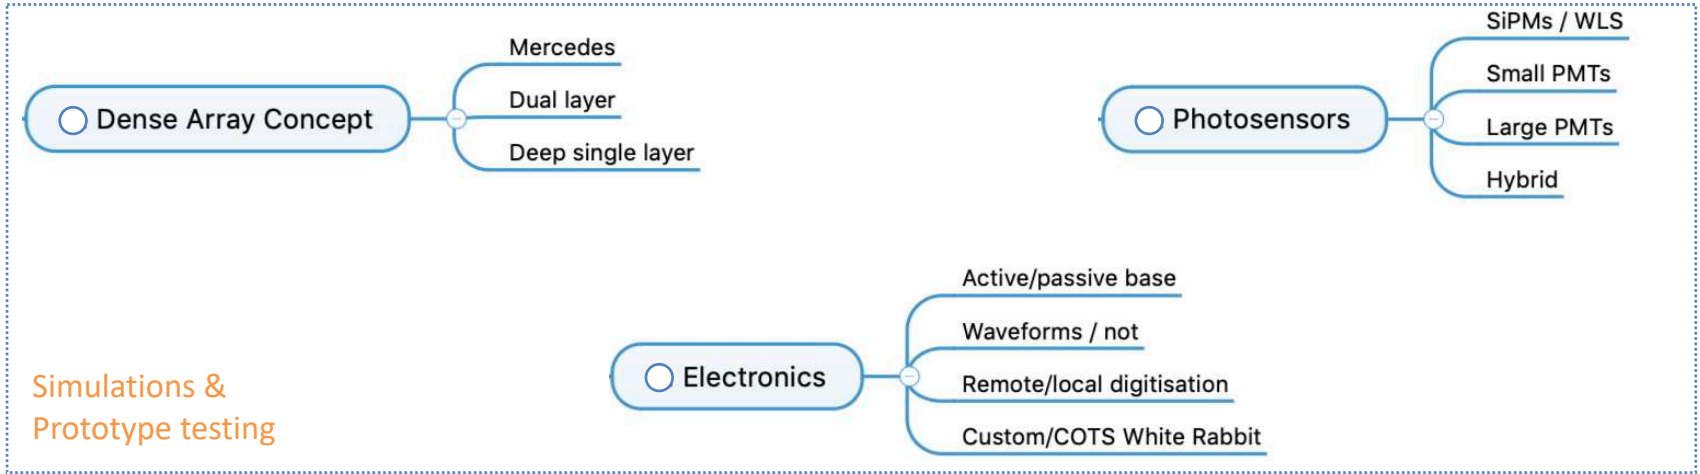 Dense Array Concept
Mercedes
Dual layer
Deep single layer
Photosensors
SiPMs / WLS
Small PMTs
Large PMTs
Hybrid
Electronics
Active/passive base
Waveforms / not
Remote/local digitisation
Custom/COTS White Rabbit
Simulations &
Prototype testing